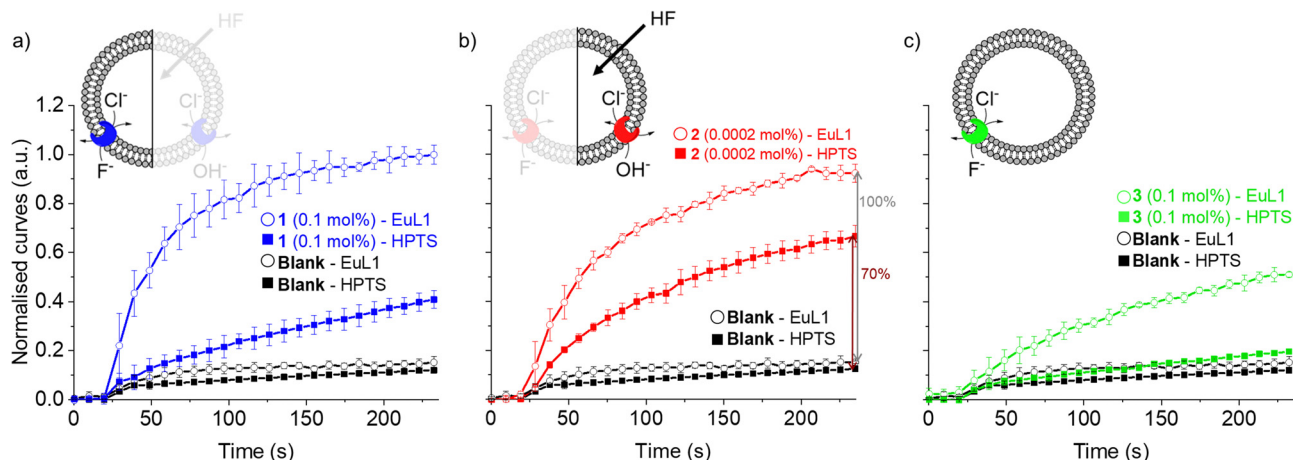 a)
HF
Cl⁻
Cl⁻
F⁻
OH⁻
1.2
1.0
0.8
0.6
0.4
0.2
0.0
Normalised curves (a.u.)
1 (0.1 mol%) - EuL1
1 (0.1 mol%) - HPTS
Blank - EuL1
Blank - HPTS
0 50 100 150 200
Time (s)
b)
HF
Cl⁻
Cl⁻
F⁻
OH⁻
2 (0.0002 mol%) - EuL1
2 (0.0002 mol%) - HPTS
100%
70%
Blank - EuL1
Blank - HPTS
0 50 100 150 200
Time (s)
c)
Cl⁻
F⁻
3 (0.1 mol%) - EuL1
3 (0.1 mol%) - HPTS
Blank - EuL1
Blank - HPTS
0 50 100 150 200
Time (s)